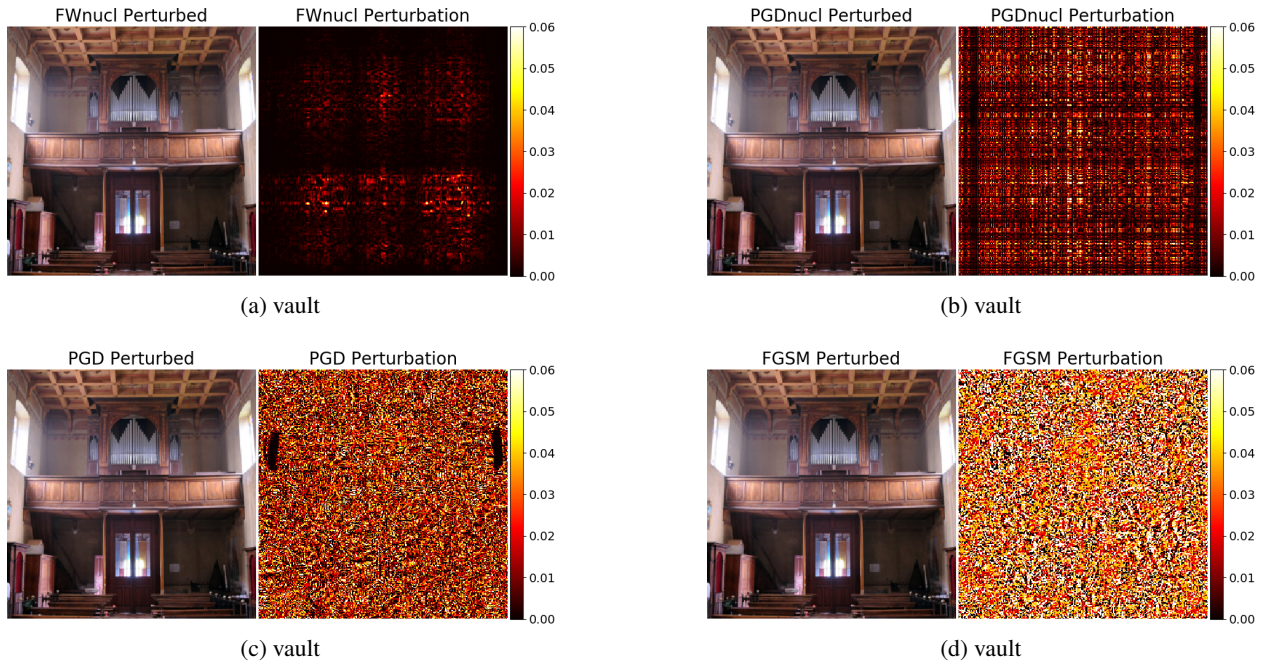 FWnucl Perturbed
FWnucl Perturbation
0.06
0.05
0.04
0.03
0.02
0.01
0.00
(a) vault
PGDnucl Perturbed
PGDnucl Perturbation
0.06
0.05
0.04
0.03
0.02
0.01
0.00
(b) vault
PGD Perturbed
PGD Perturbation
0.06
0.05
0.04
0.03
0.02
0.01
0.00
(c) vault
FGSM Perturbed
FGSM Perturbation
0.06
0.05
0.04
0.03
0.02
0.01
0.00
(d) vault